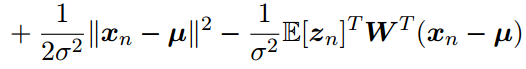 $+ \frac{1}{2\sigma^2} \|\boldsymbol{x}_n - \boldsymbol{\mu}\|^2 - \frac{1}{\sigma^2} \mathbb{E}[\boldsymbol{z}_n]^T \boldsymbol{W}^T (\boldsymbol{x}_n - \boldsymbol{\mu})$